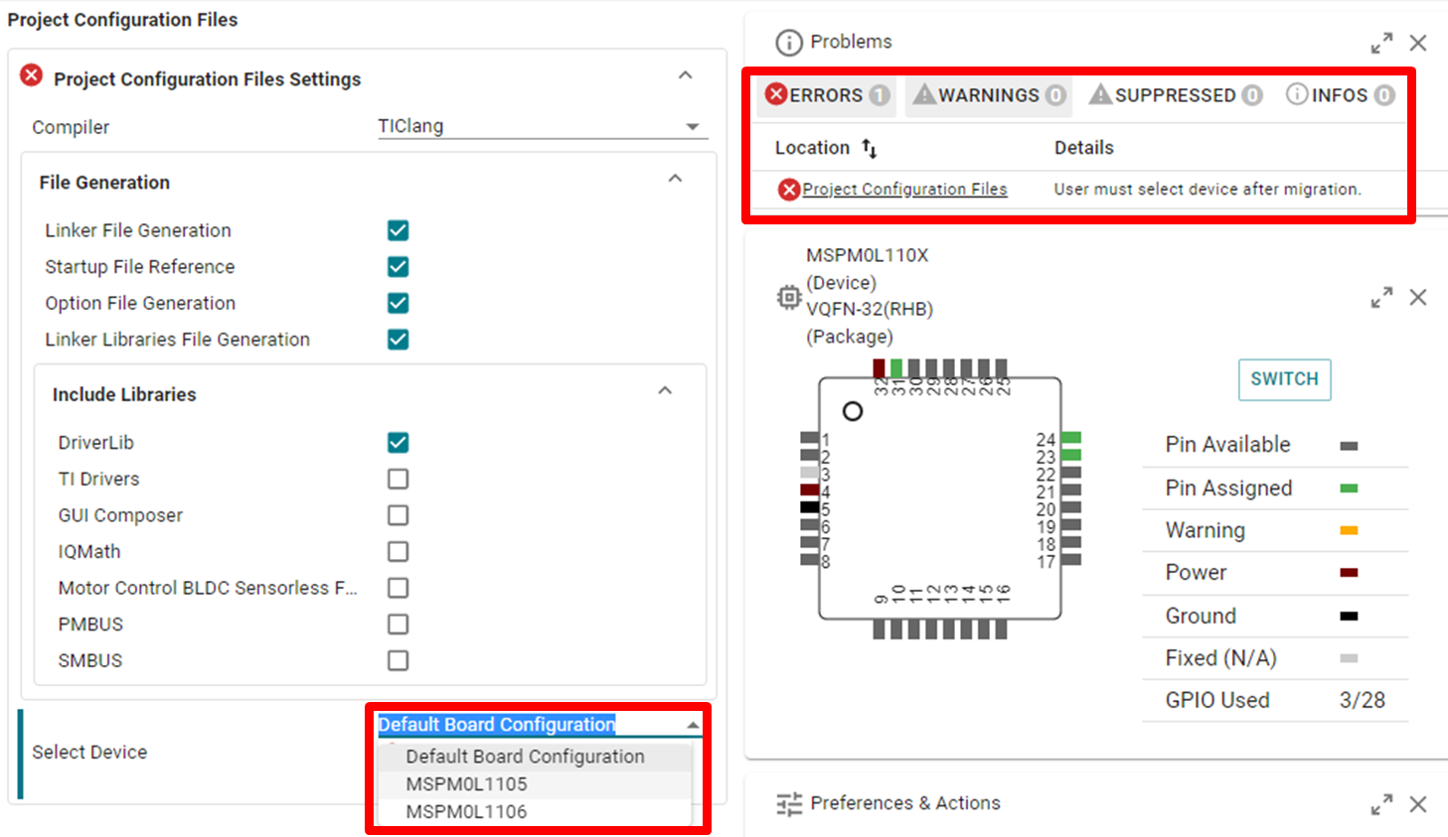 Project Configuration Files
Project Configuration Files Settings
Compiler
TIClang
File Generation
Linker File Generation
Startup File Reference
Option File Generation
Linker Libraries File Generation
Include Libraries
DriverLib
TI Drivers
GUI Composer
IQMath
Motor Control BLDC Sensorless F...
PMBUS
SMBUS
Select Device
Default Board Configuration
Default Board Configuration
MSPM0L1105
MSPM0L1106
Problems
ERRORS 1 WARNINGS 0 SUPPRESSED 0 INFOS 0
Location Details
Project Configuration Files User must select device after migration.
MSPM0L110X
(Device)
VQFN-32(RHB)
(Package)
SWITCH
32 31 30 29 28 27 26 25
1
2
3
4
5
6
7
8
24
23
22
21
20
19
18
17
9 10 11 12 13 14 15 16
Pin Available
Pin Assigned
Warning
Power
Ground
Fixed (N/A)
GPIO Used 3/28
Preferences & Actions